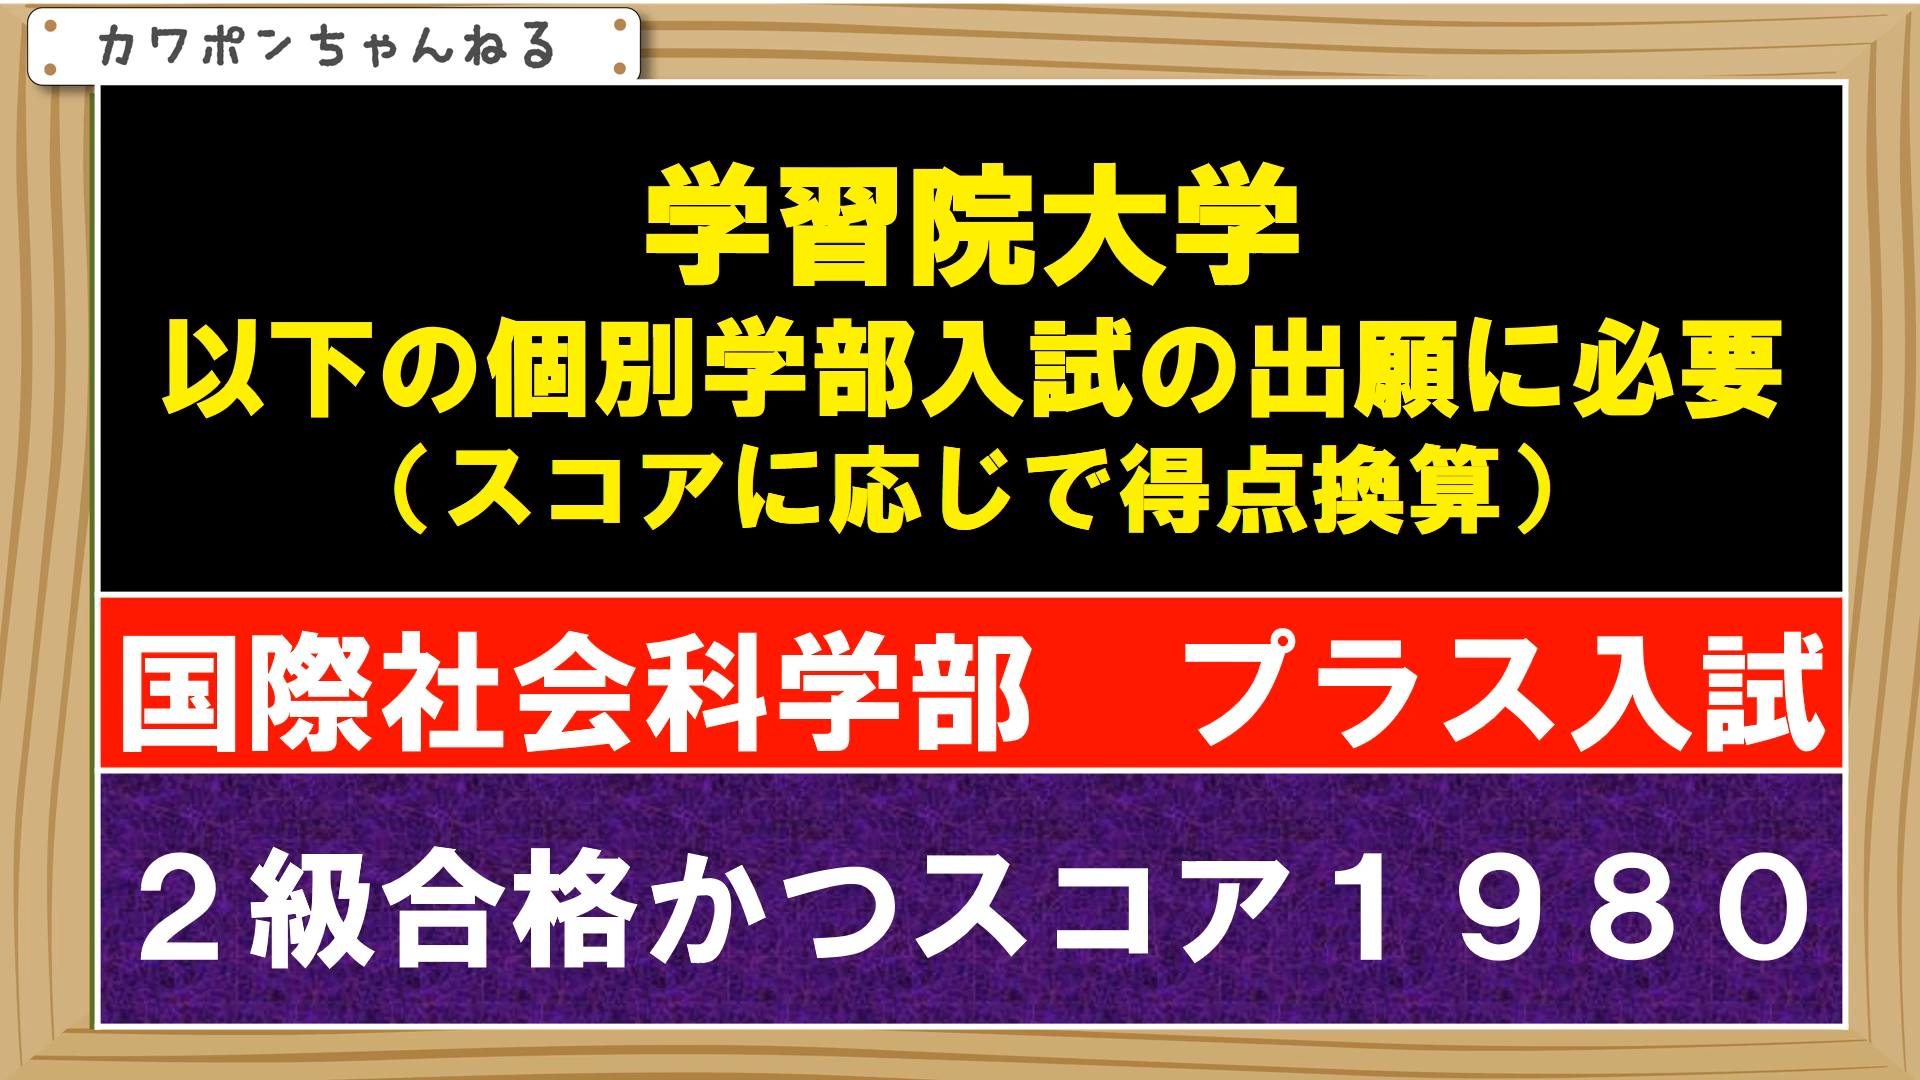 カワポンちゃんねる
学習院大学
以下の個別学部入試の出願に必要
（スコアに応じで得点換算）
国際社会科学部　プラス入試
２級合格かつスコア１９８０